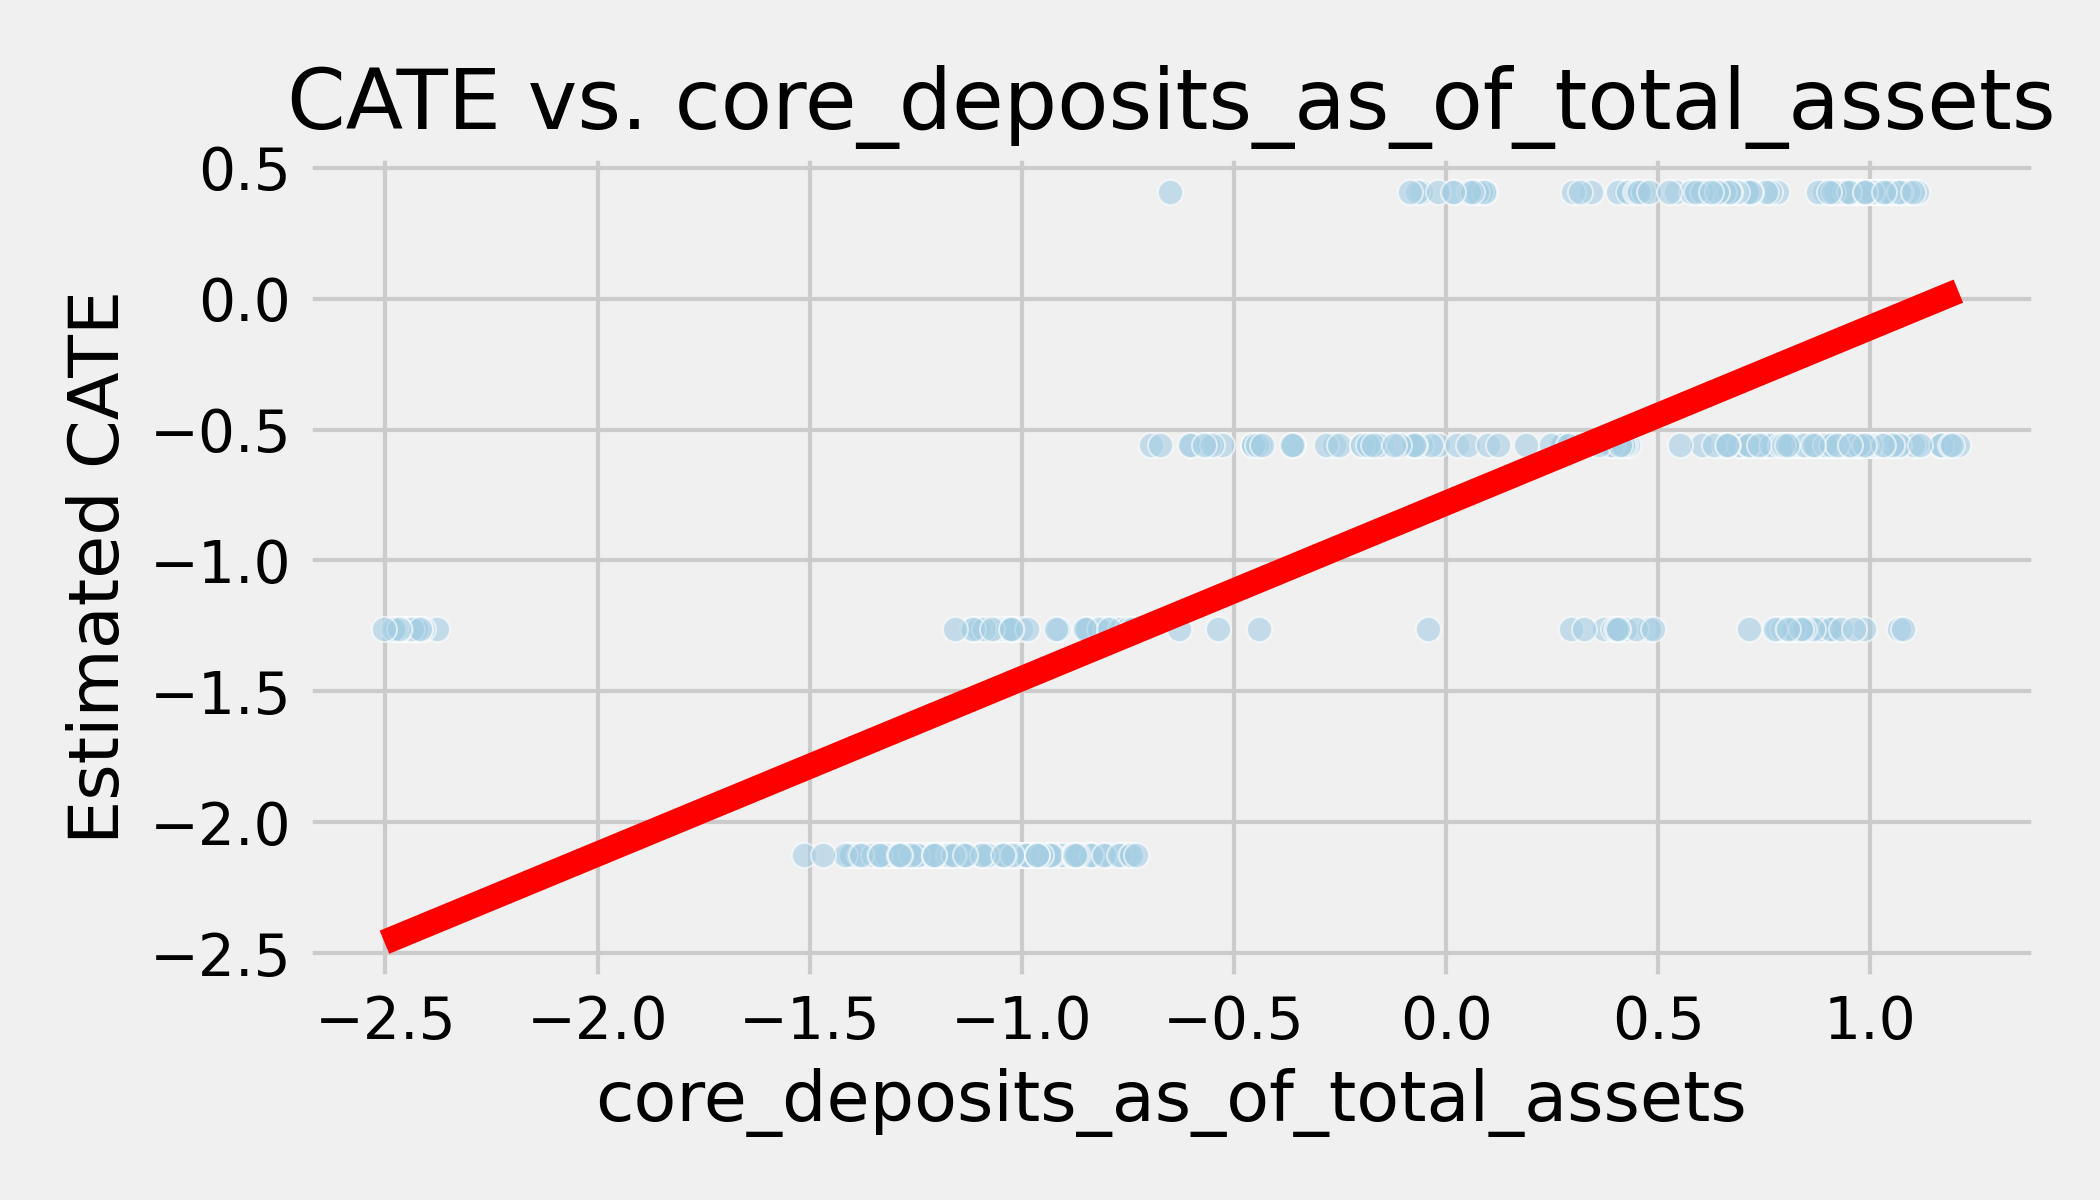 CATE vs. core_deposits_as_of_total_assets
0.5
0.0
−0.5
−1.0
−1.5
−2.0
−2.5
Estimated CATE
−2.5 −2.0 −1.5 −1.0 −0.5 0.0 0.5 1.0
core_deposits_as_of_total_assets